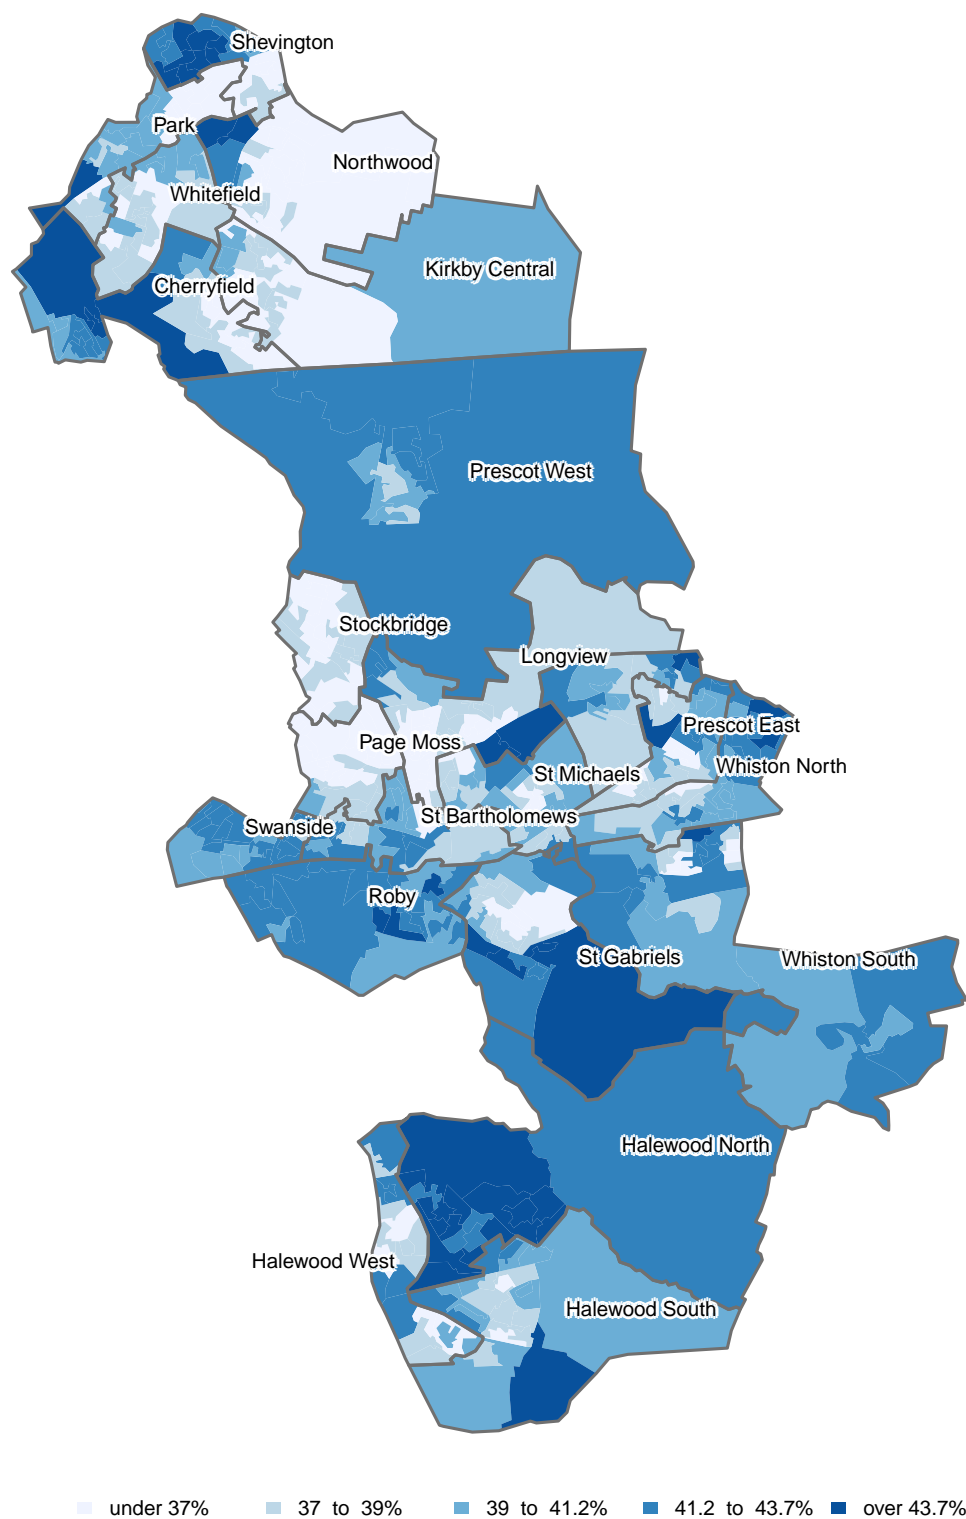 Shevington
Park
Northwood
Whitefield
Kirkby Central
Cherryfield
Prescot West
Stockbridge
Longview
Prescot East
Page Moss
Whiston North
St Michaels
St Bartholomews
Swanside
Roby
St Gabriels
Whiston South
Halewood North
Halewood West
Halewood South
under 37%
37 to 39%
39 to 41.2%
41.2 to 43.7%
over 43.7%